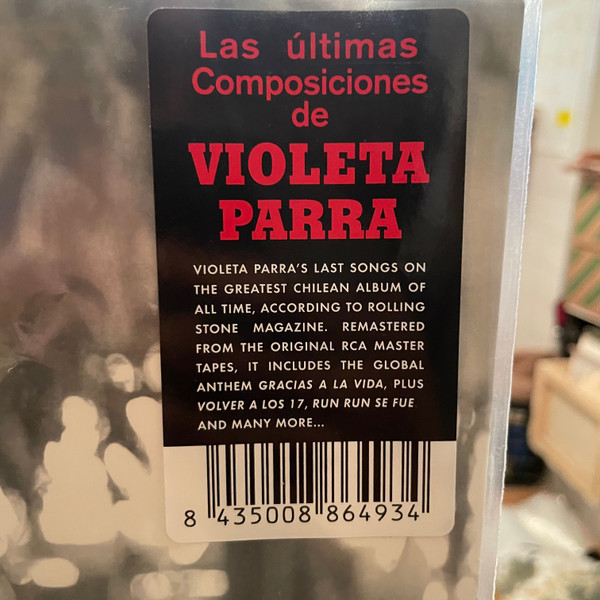 Las últimas
Composiciones
de
VIOLETA
PARRA
VIOLETA PARRA'S LAST SONGS ON
THE GREATEST CHILEAN ALBUM OF
ALL TIME, ACCORDING TO ROLLING
STONE MAGAZINE. REMASTERED
FROM THE ORIGINAL RCA MASTER
TAPES, IT INCLUDES THE GLOBAL
ANTHEM GRACIAS A LA VIDA, PLUS
VOLVER A LOS 17, RUN RUN SE FUE
AND MANY MORE...
8 435008 864934